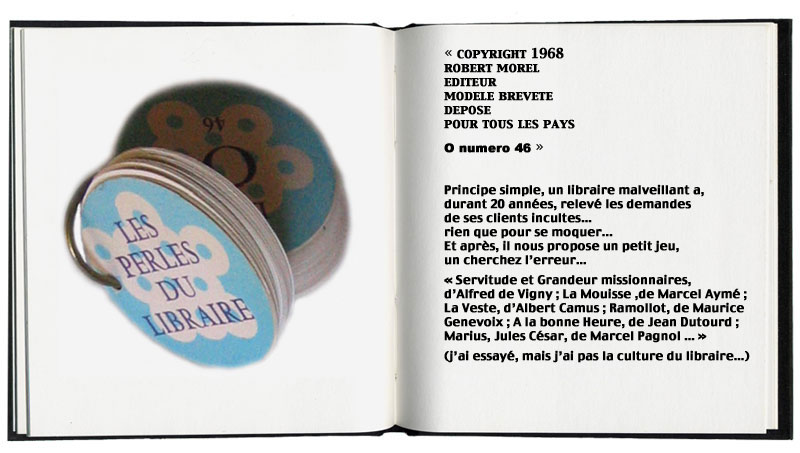 46
O
LES
PERLES
DU
LIBRAIRE
« COPYRIGHT 1968
ROBERT MOREL
EDITEUR
MODELE BREVETE
DEPOSE
POUR TOUS LES PAYS
O numero 46 »
Principe simple, un libraire malveillant a,
durant 20 années, relevé les demandes
de ses clients incultes...
rien que pour se moquer...
Et après, il nous propose un petit jeu,
un cherchez l'erreur...
« Servitude et Grandeur missionnaires,
d'Alfred de Vigny ; La Mouisse ,de Marcel Aymé ;
La Veste, d'Albert Camus ; Ramollot, de Maurice
Genevoix ; A la bonne Heure, de Jean Dutourd ;
Marius, Jules César, de Marcel Pagnol ... »
(j'ai essayé, mais j'ai pas la culture du libraire...)